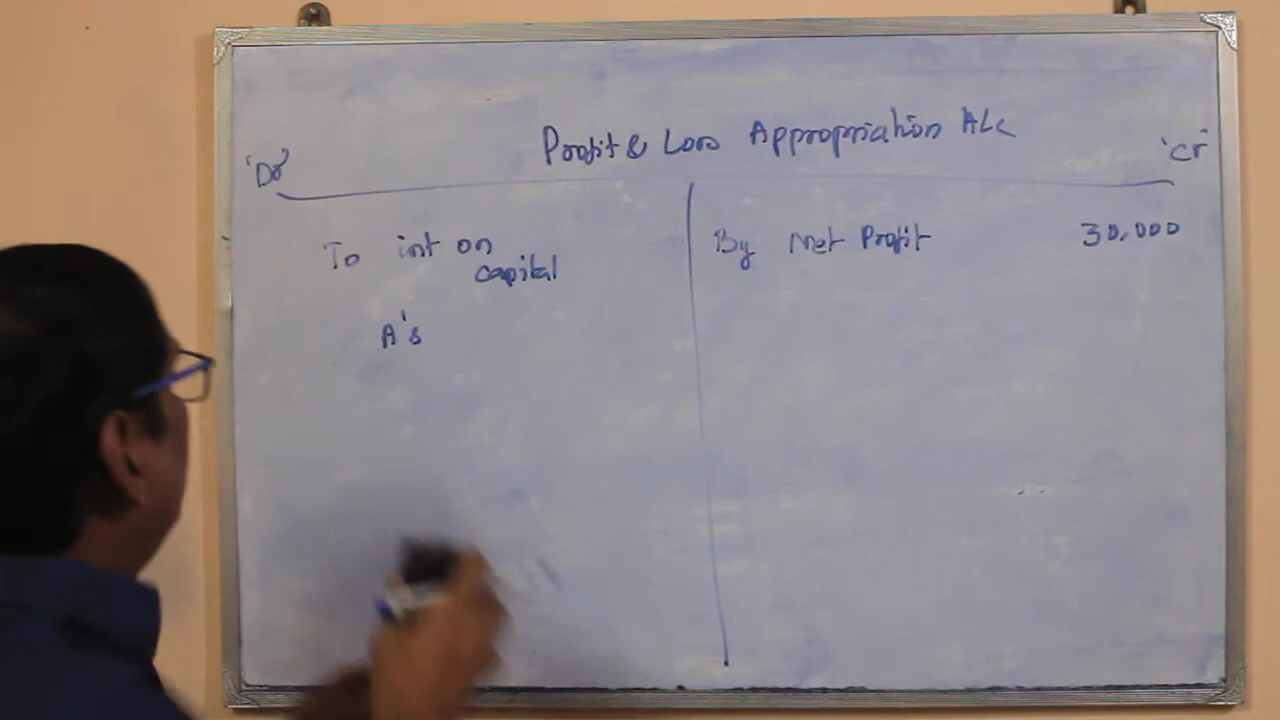 Profit & Loss Appropriation A/c
'Dr' 'Cr'
To int on By Net Profit 30,000
capital
A's